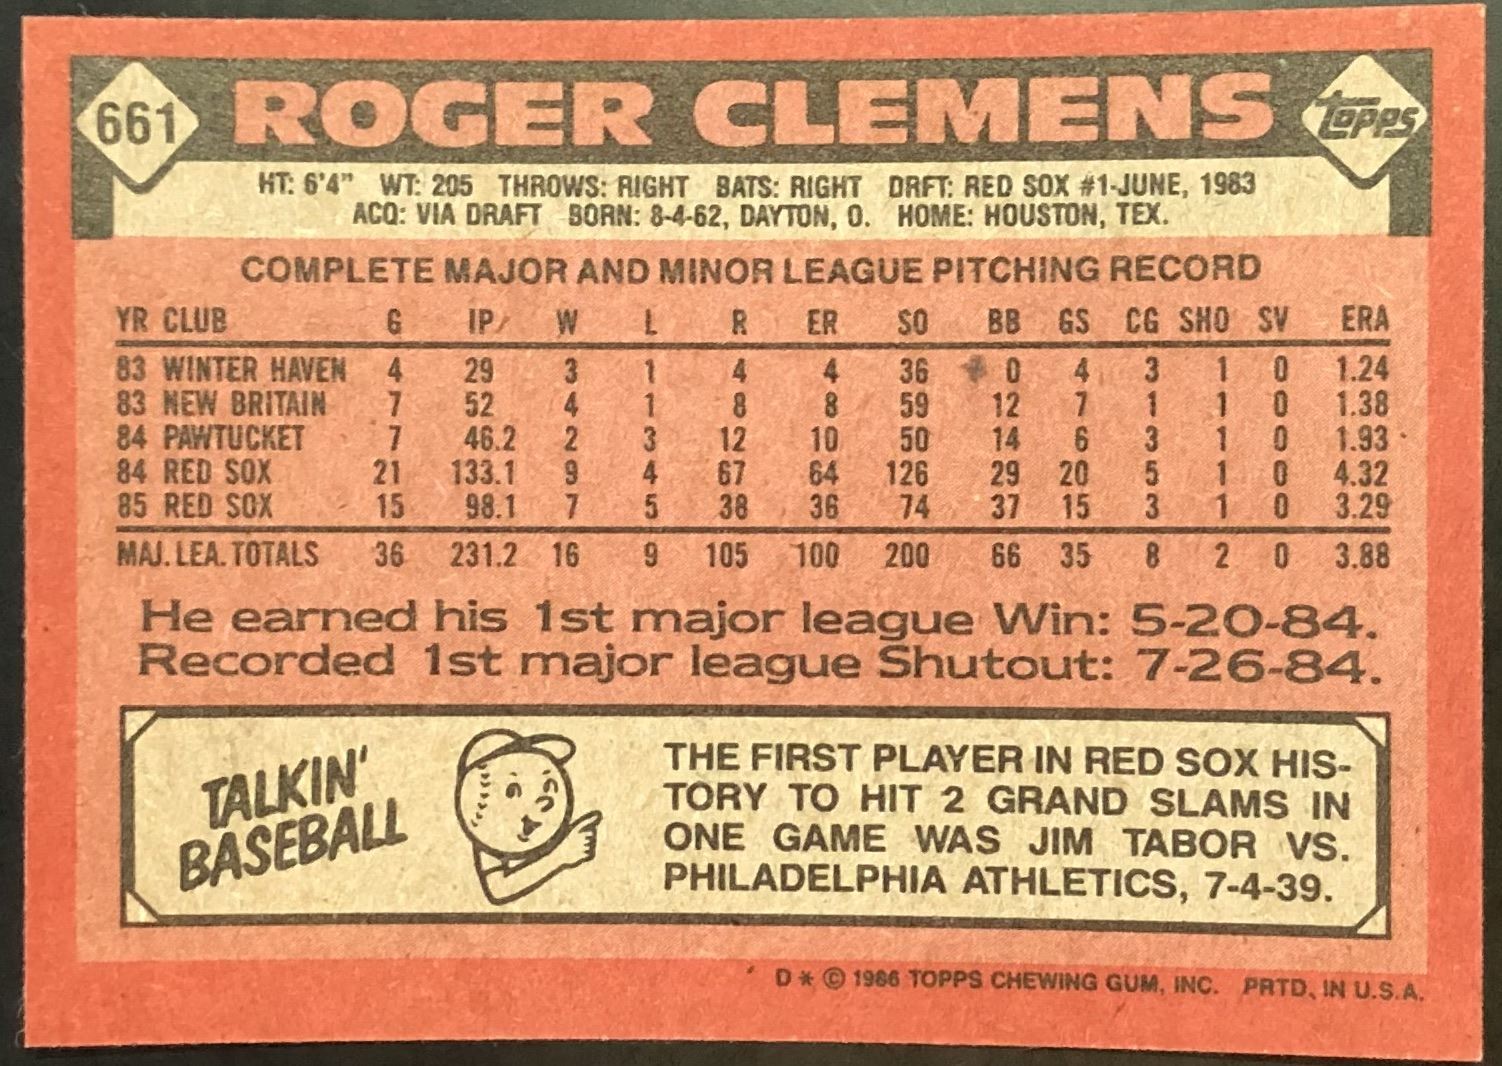 661 ROGER CLEMENS topps
HT: 6'4" WT: 205 THROWS: RIGHT BATS: RIGHT DRFT: RED SOX #1-JUNE, 1983
ACQ: VIA DRAFT BORN: 8-4-62, DAYTON, O. HOME: HOUSTON, TEX.
COMPLETE MAJOR AND MINOR LEAGUE PITCHING RECORD
YR CLUB G IP W L R ER SO BB GS CG SHO SV ERA
83 WINTER HAVEN 4 29 3 1 4 4 36 0 4 3 1 0 1.24
83 NEW BRITAIN 7 52 4 1 8 8 59 12 7 1 1 0 1.38
84 PAWTUCKET 7 46.2 2 3 12 10 50 14 6 3 1 0 1.93
84 RED SOX 21 133.1 9 4 67 64 126 29 20 5 1 0 4.32
85 RED SOX 15 98.1 7 5 38 36 74 37 15 3 1 0 3.29
MAJ. LEA. TOTALS 36 231.2 16 9 105 100 200 66 35 8 2 0 3.88
He earned his 1st major league Win: 5-20-84.
Recorded 1st major league Shutout: 7-26-84.
TALKIN'
BASEBALL
THE FIRST PLAYER IN RED SOX HIS-
TORY TO HIT 2 GRAND SLAMS IN
ONE GAME WAS JIM TABOR VS.
PHILADELPHIA ATHLETICS, 7-4-39.
D * © 1986 TOPPS CHEWING GUM, INC. PRTD. IN U.S.A.